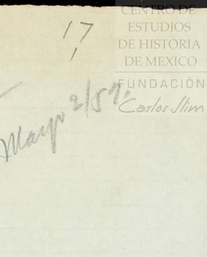 CENTRO DE
ESTUDIOS
DE HISTORIA
DE MEXICO
FUNDACIÓN
Carlos Slim
17
Mayo 2/57.